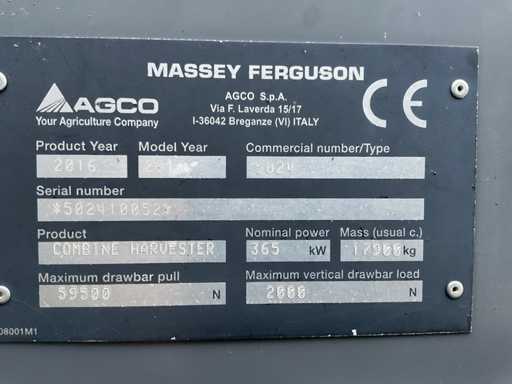 MASSEY FERGUSON
AGCO
Your Agriculture Company
AGCO S.p.A.
Via F. Laverda 15/17
I-36042 Breganze (VI) ITALY
CE
Product Year Model Year Commercial number/Type
2016
Serial number
Product Nominal power Mass (usual c.)
COMBINE HARVESTER 365 kW 17900 kg
Maximum drawbar pull Maximum vertical drawbar load
59500 N 2000 N
08001M1